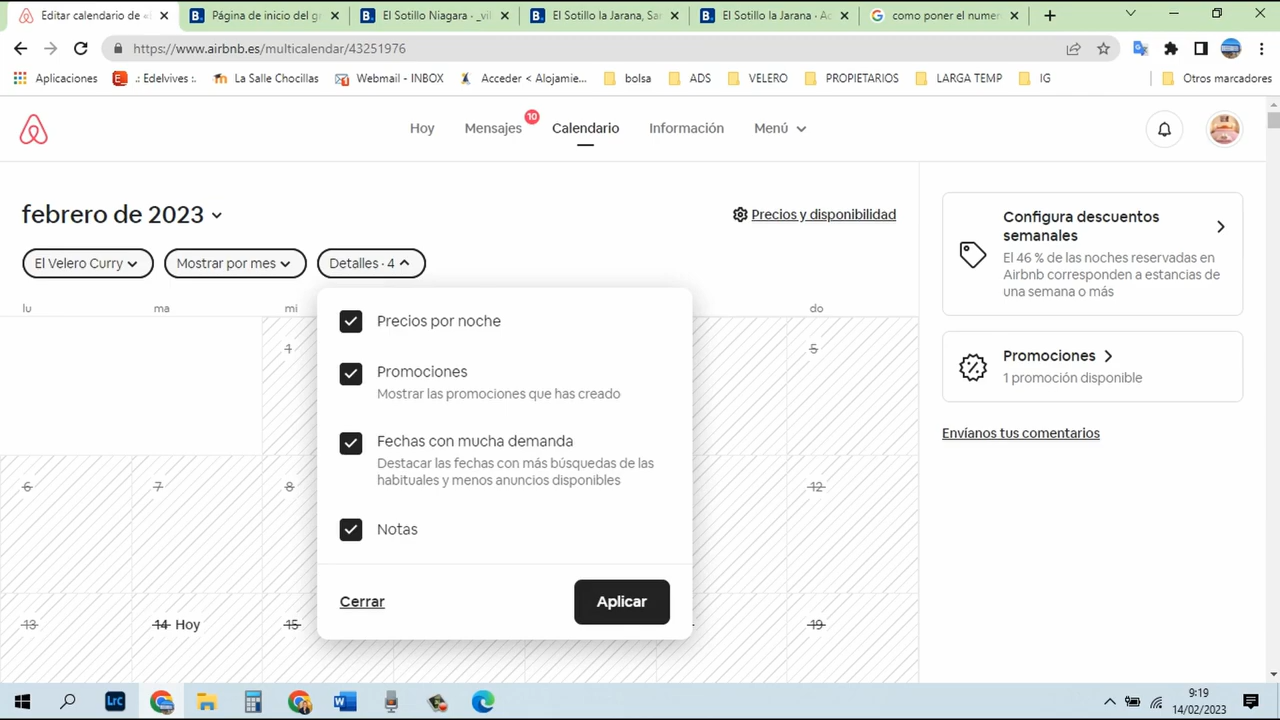 Editar calendario de «
Página de inicio del gr
El Sotillo Niagara · _vil
El Sotillo la Jarana, Sa
El Sotillo la Jarana · Ac
como poner el nume
https://www.airbnb.es/multicalendar/43251976
Aplicaciones
.: Edelvives :.
La Salle Chocillas
Webmail - INBOX
Acceder < Alojamie...
bolsa
ADS
VELERO
PROPIETARIOS
LARGA TEMP
IG
Otros marcadores
Hoy
Mensajes
10
Calendario
Información
Menú
febrero de 2023
Precios y disponibilidad
El Velero Curry
Mostrar por mes
Detalles · 4
lu
ma
mi
do
1
5
6
7
8
12
13
14 Hoy
15
19
Precios por noche
Promociones
Mostrar las promociones que has creado
Fechas con mucha demanda
Destacar las fechas con más búsquedas de las
habituales y menos anuncios disponibles
Notas
Cerrar
Aplicar
Configura descuentos
semanales
El 46 % de las noches reservadas en
Airbnb corresponden a estancias de
una semana o más
Promociones
1 promoción disponible
Envíanos tus comentarios
LrC
9:19
14/02/2023